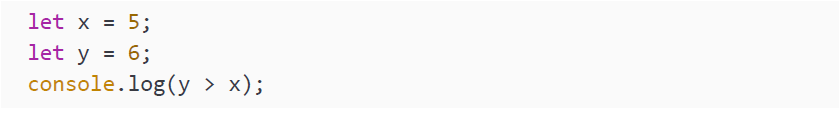 let x = 5;
let y = 6;
console.log(y > x);